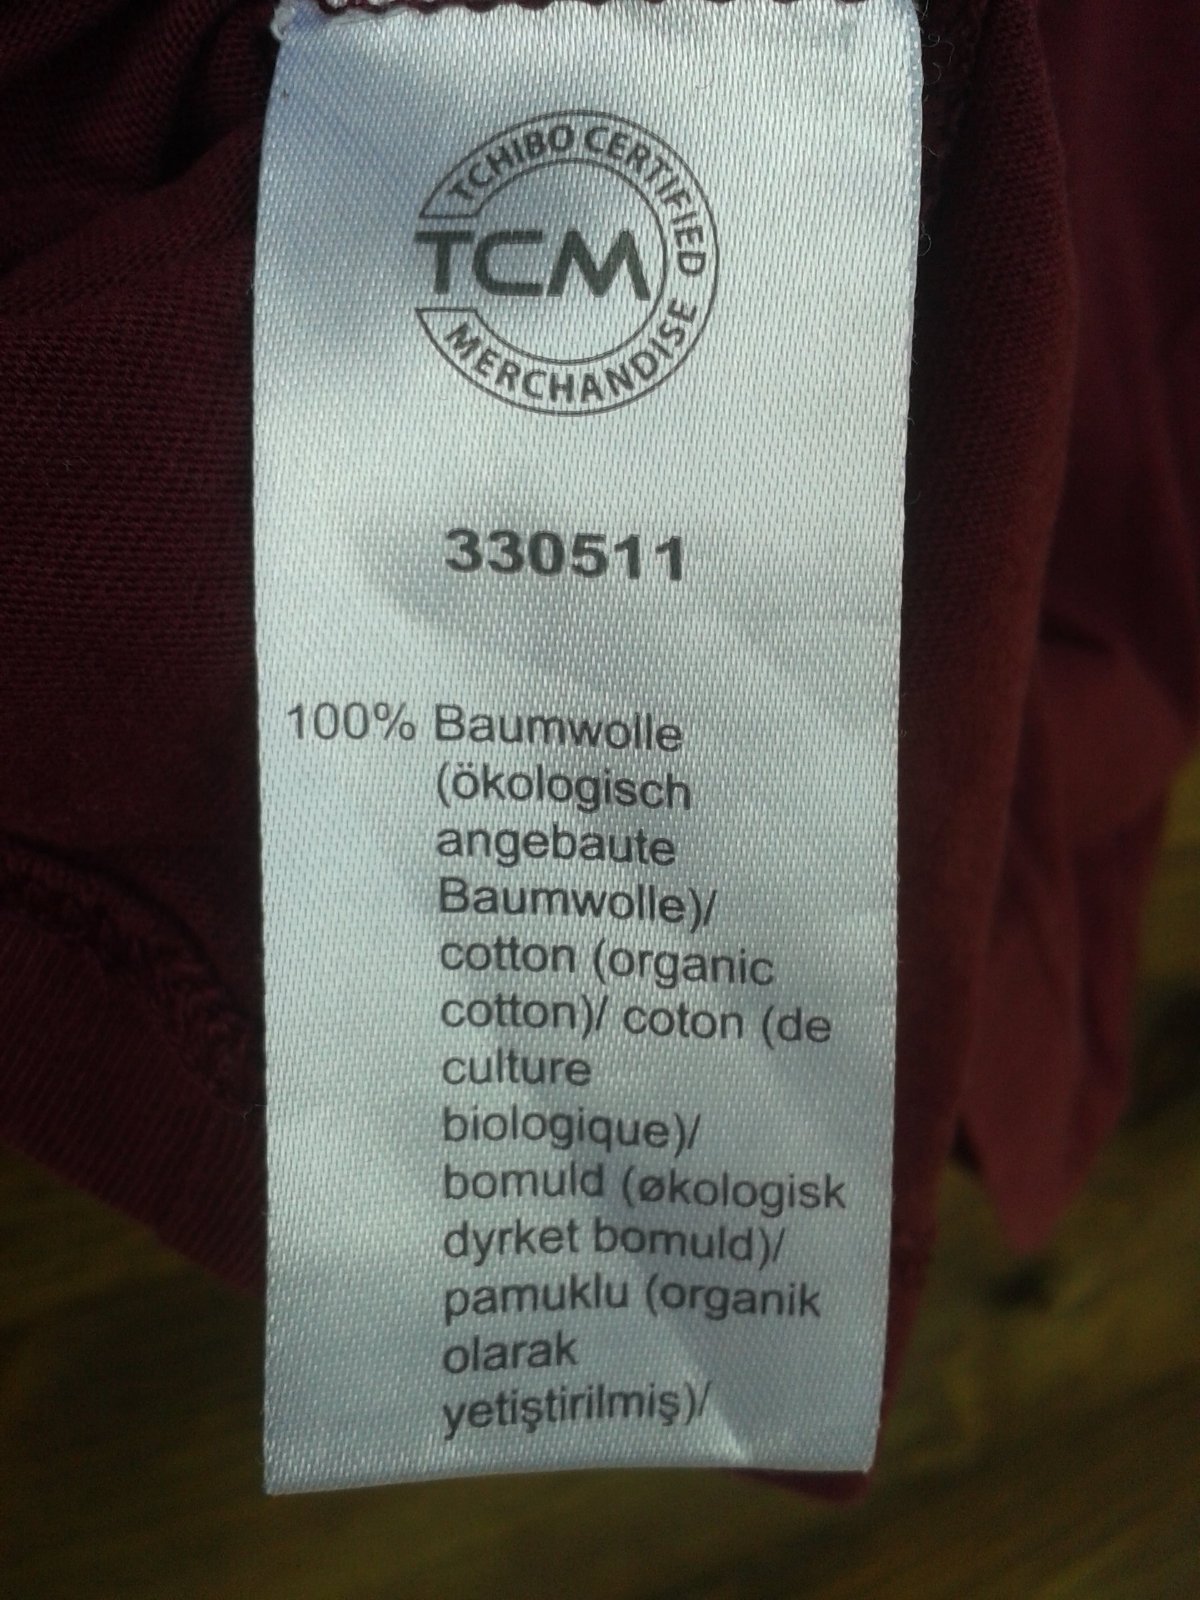 TCHIBO CERTIFIED
TCM
MERCHANDISE
330511
100% Baumwolle
(ökologisch
angebaute
Baumwolle)/
cotton (organic
cotton)/ coton (de
culture
biologique)/
bomuld (økologisk
dyrket bomuld)/
pamuklu (organik
olarak
yetiştirilmiş)/